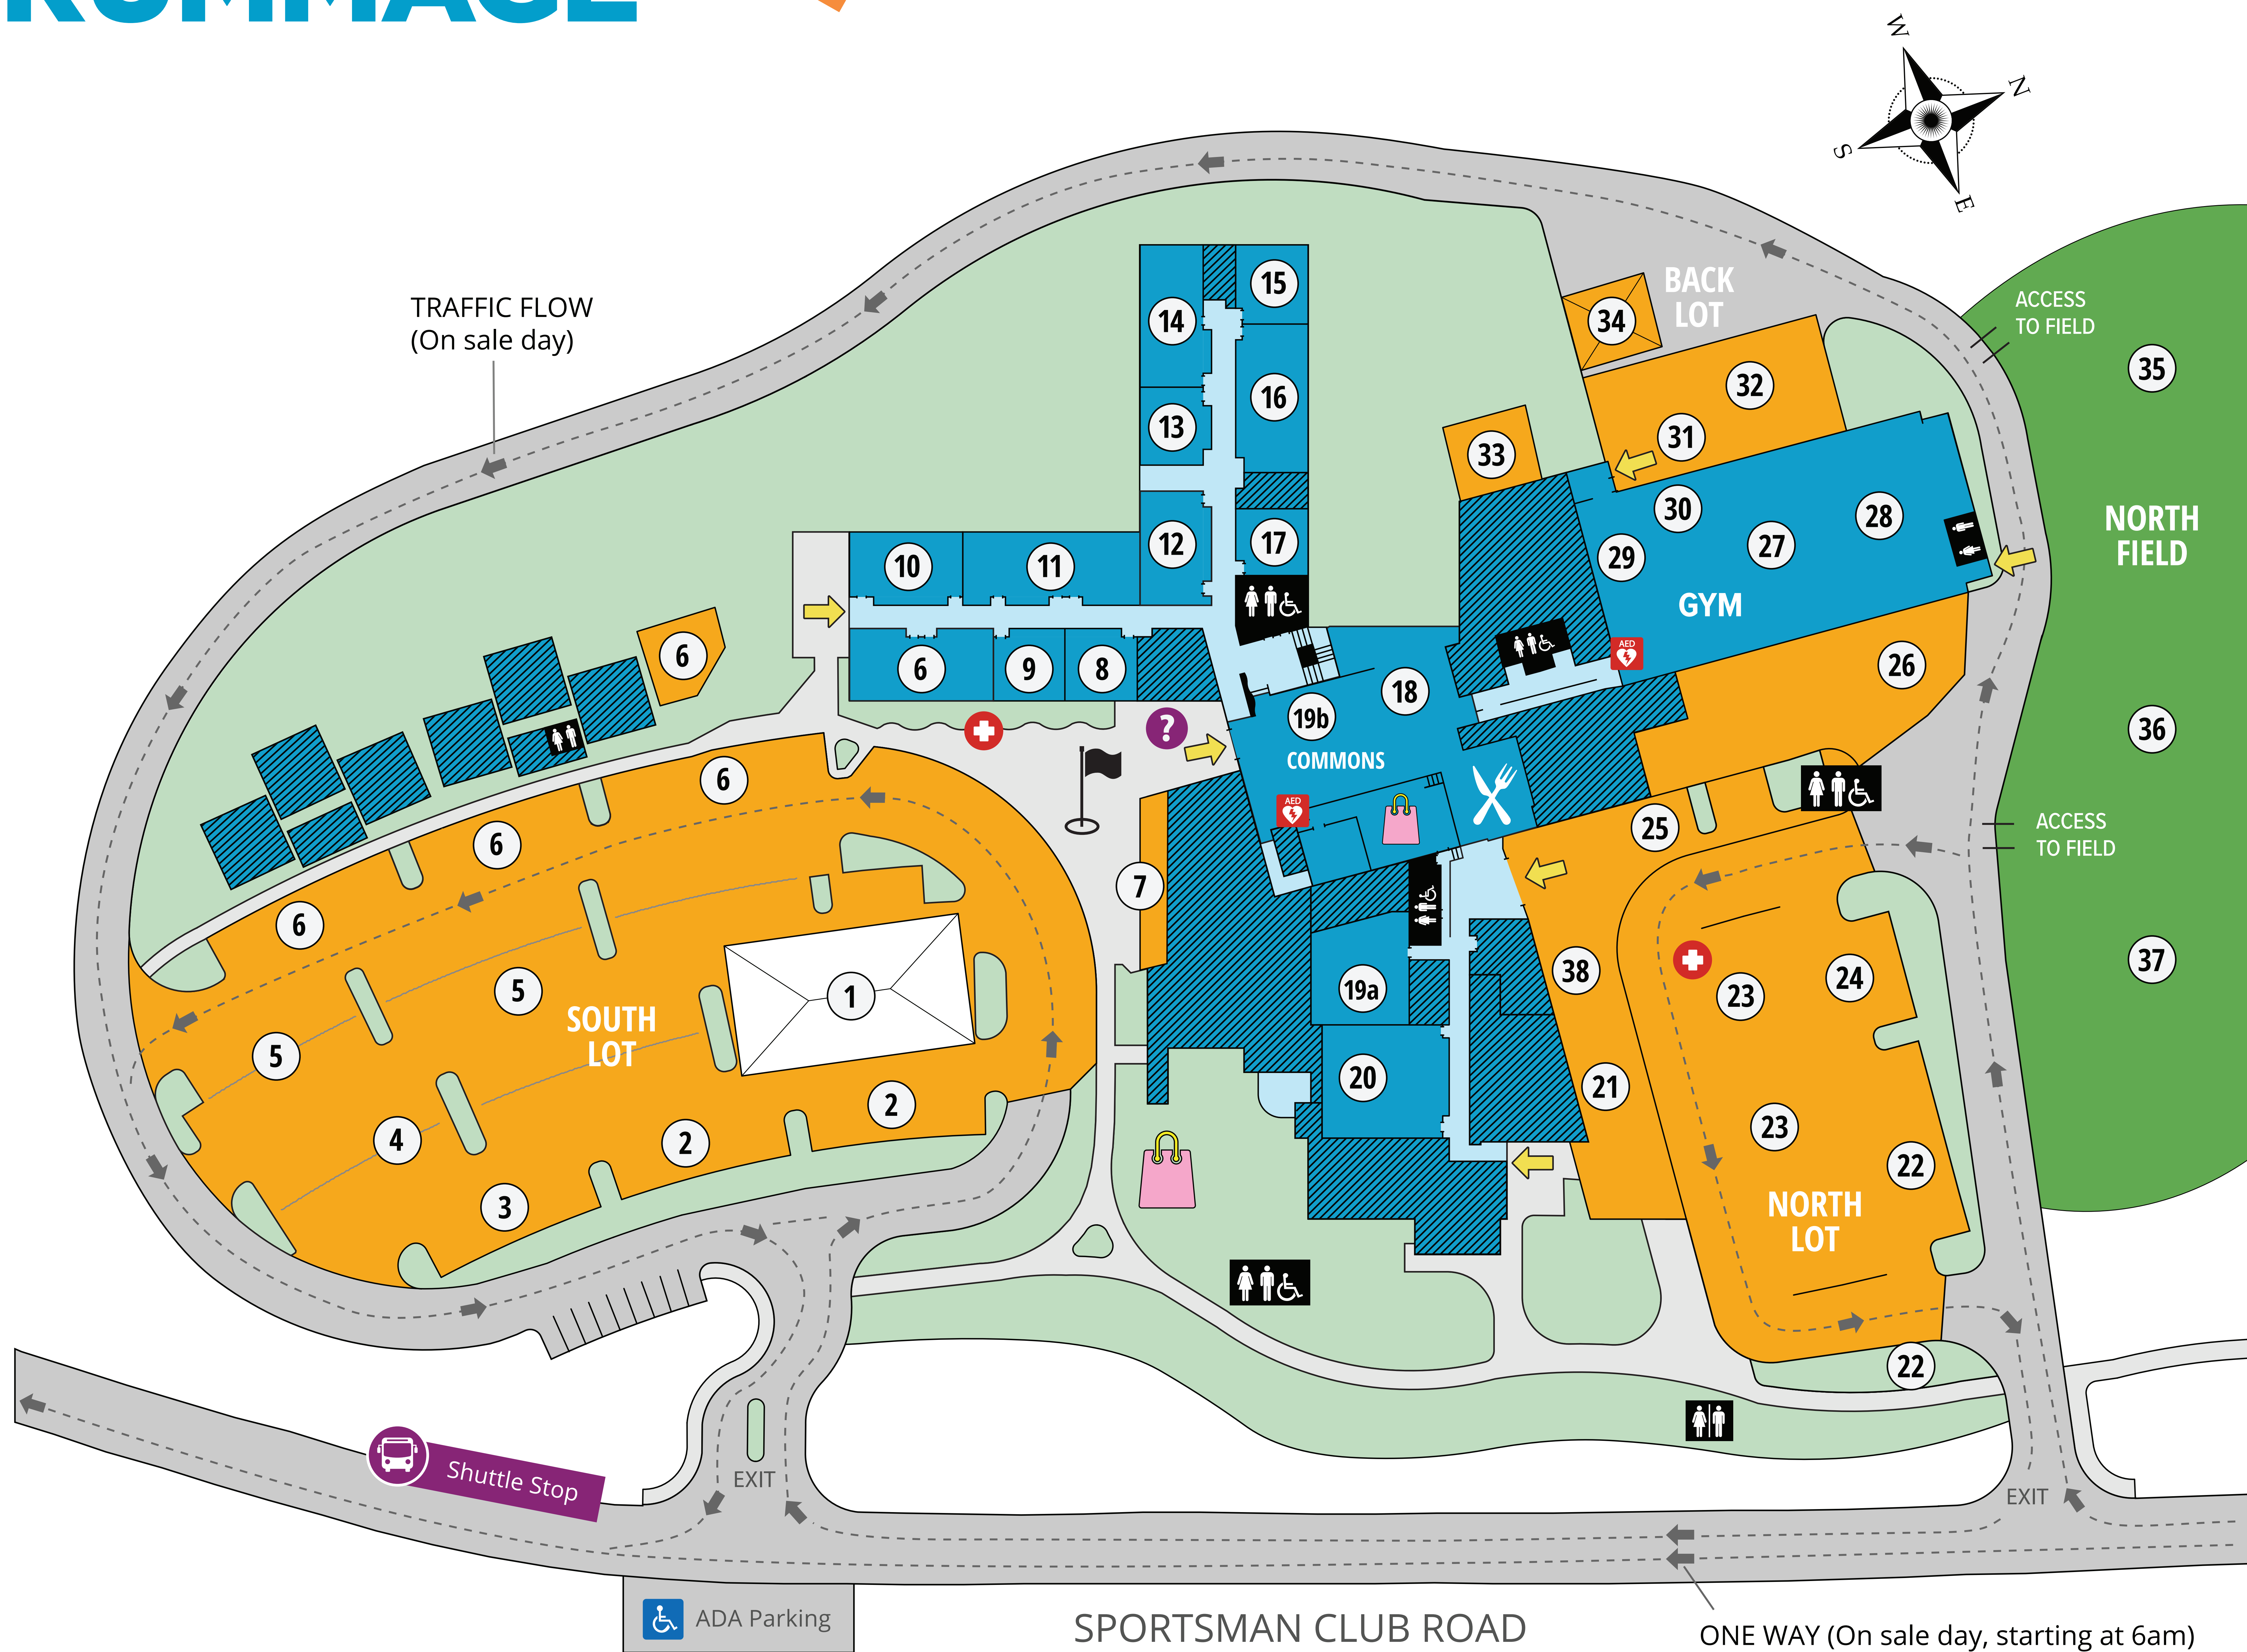 RUMMAGE
W
N
S
E
TRAFFIC FLOW
(On sale day)
BACK
LOT
ACCESS
TO FIELD
15
14
34
35
32
16
13
31
33
NORTH
FIELD
30
28
12
17
27
29
10
11
GYM
6
9
8
AED
6
26
18
19b
?
36
COMMONS
6
AED
25
ACCESS
TO FIELD
6
7
6
37
38
24
5
1
19a
23
SOUTH
LOT
5
20
21
2
23
4
2
22
3
NORTH
LOT
22
Shuttle Stop
EXIT
EXIT
ADA Parking
SPORTSMAN CLUB ROAD
ONE WAY (On sale day, starting at 6am)